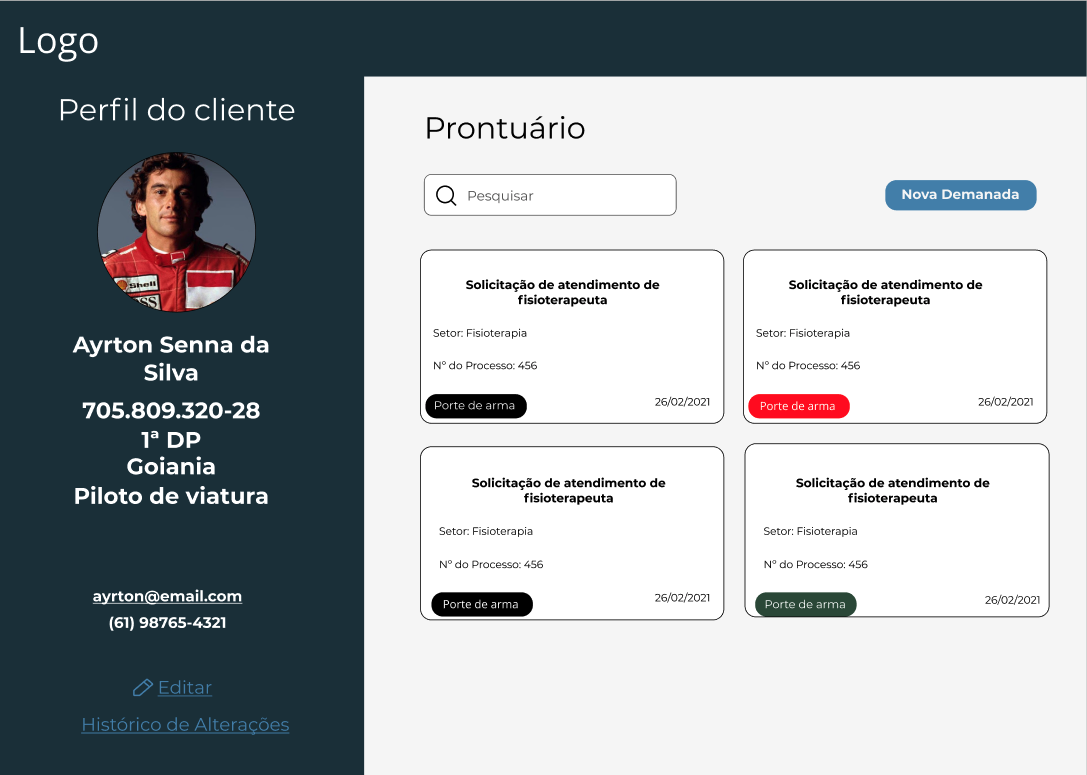 Logo
Perfil do cliente
Shell
Ayrton Senna da
Silva
705.809.320-28
1ª DP
Goiania
Piloto de viatura
ayrton@email.com
(61) 98765-4321
Editar
Histórico de Alterações
Prontuário
Pesquisar
Nova Demanada
Solicitação de atendimento de
fisioterapeuta
Setor: Fisioterapia
Nº do Processo: 456
Porte de arma
26/02/2021
Solicitação de atendimento de
fisioterapeuta
Setor: Fisioterapia
Nº do Processo: 456
Porte de arma
26/02/2021
Solicitação de atendimento de
fisioterapeuta
Setor: Fisioterapia
Nº do Processo: 456
Porte de arma
26/02/2021
Solicitação de atendimento de
fisioterapeuta
Setor: Fisioterapia
Nº do Processo: 456
Porte de arma
26/02/2021